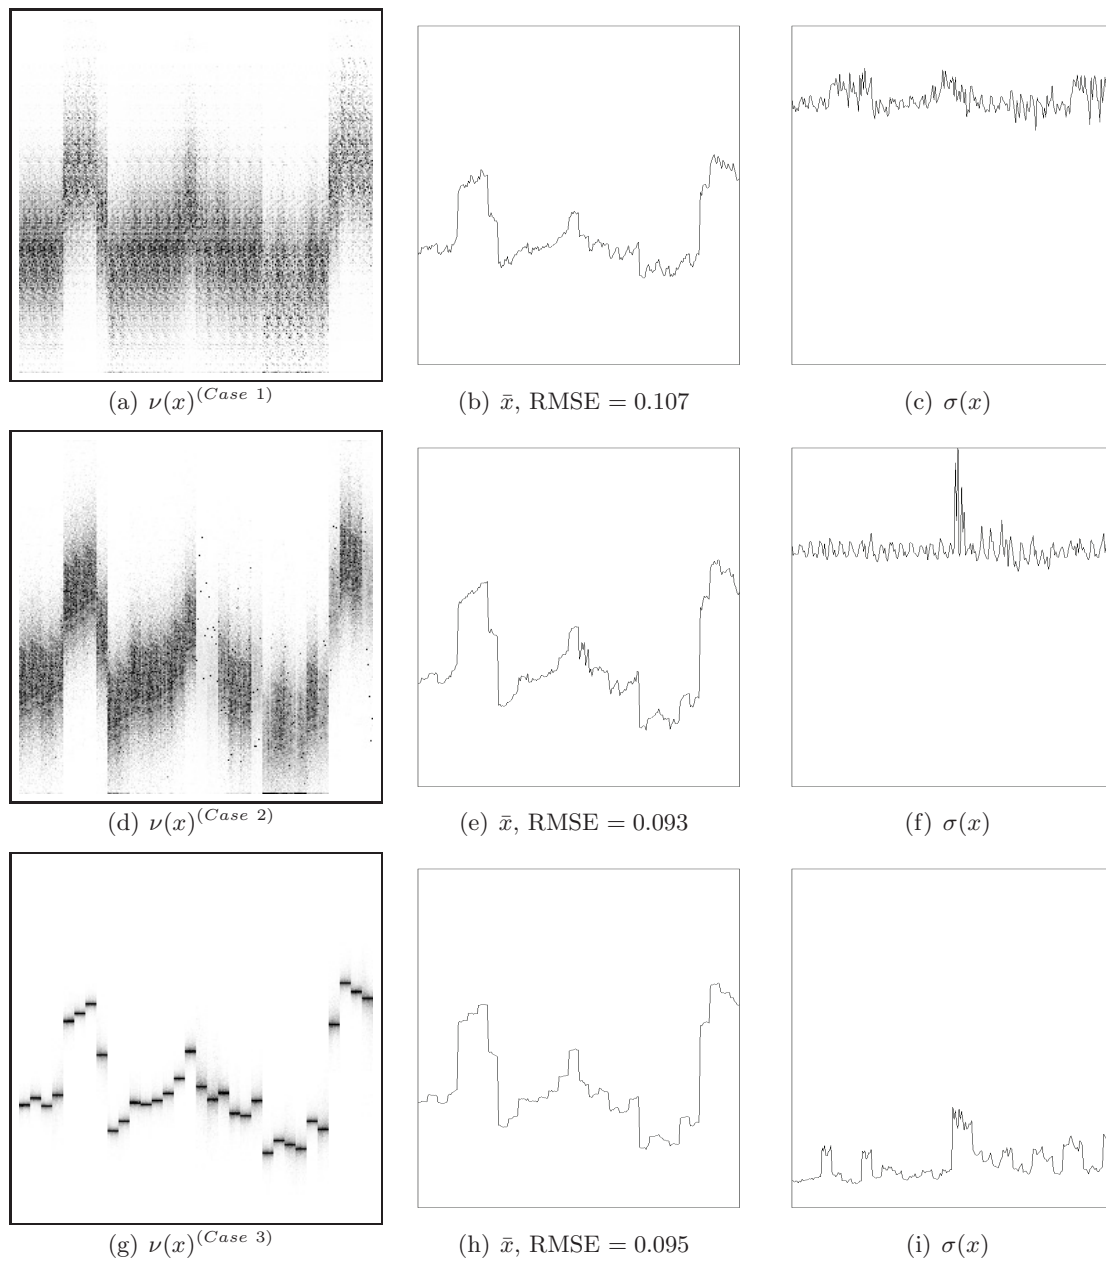 (a) ν(x)^(Case 1)
(b) x̄, RMSE = 0.107
(c) σ(x)
(d) ν(x)^(Case 2)
(e) x̄, RMSE = 0.093
(f) σ(x)
(g) ν(x)^(Case 3)
(h) x̄, RMSE = 0.095
(i) σ(x)